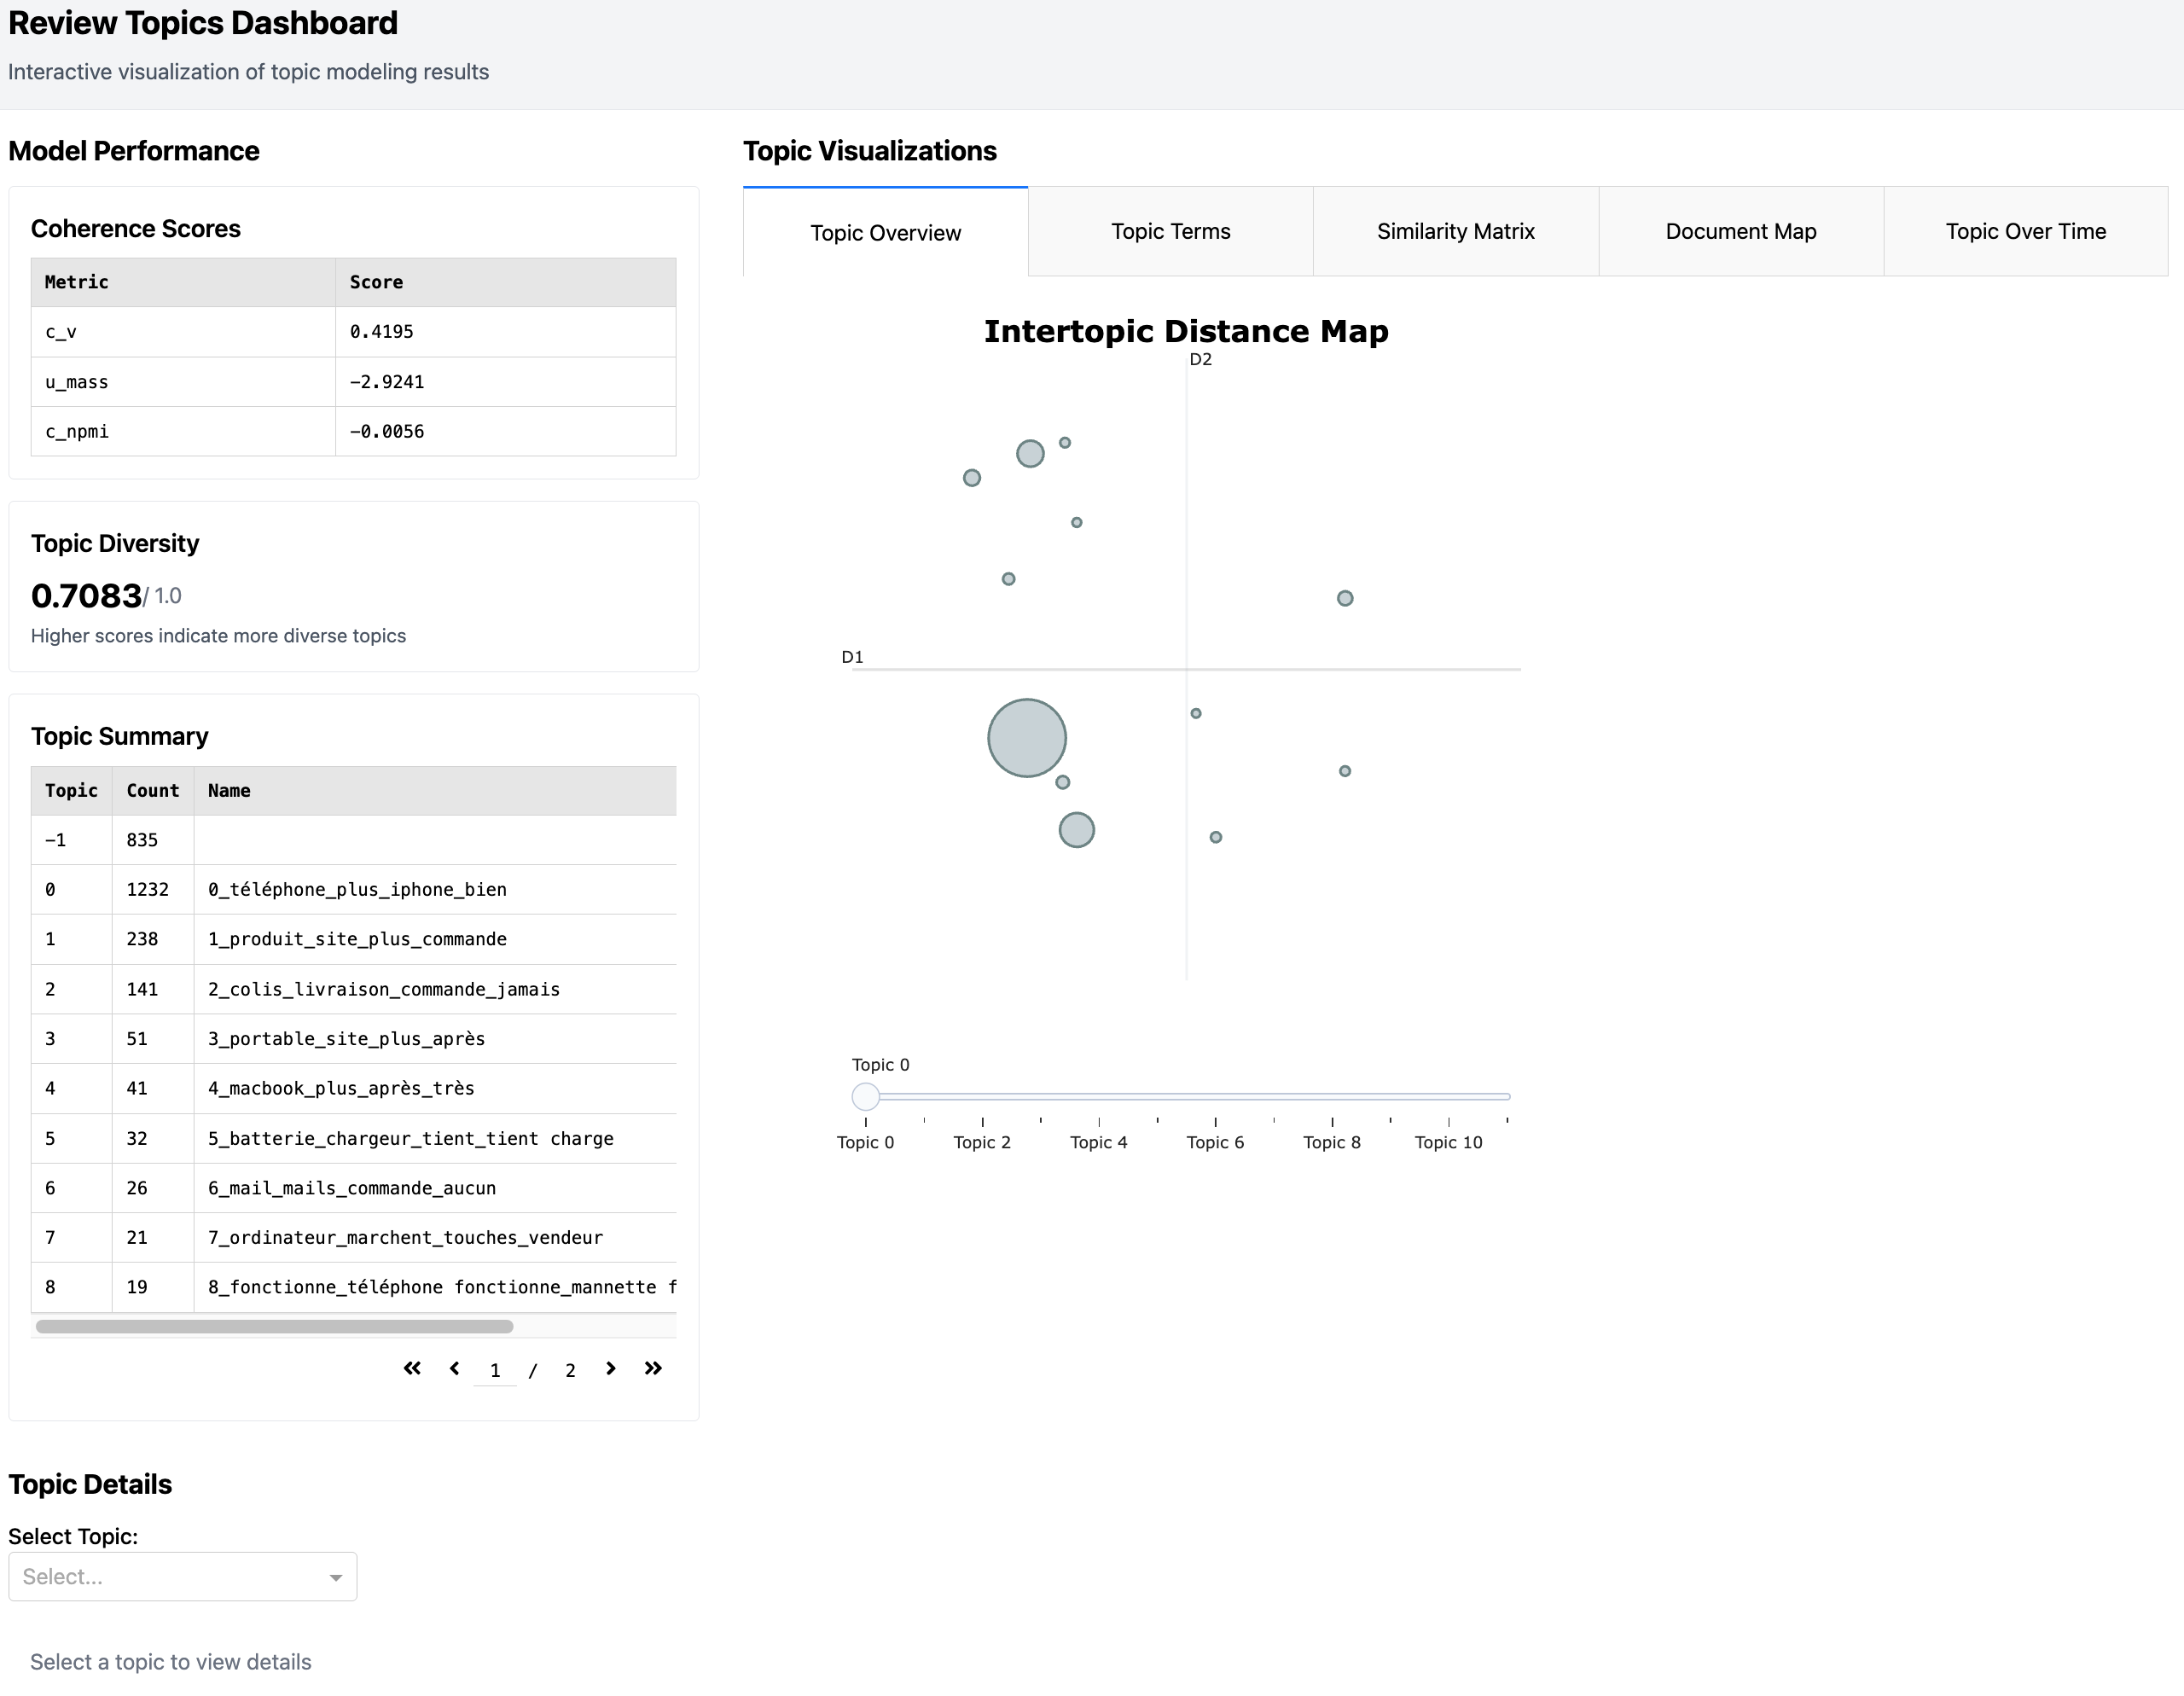 Review Topics Dashboard
Interactive visualization of topic modeling results
Model Performance
Coherence Scores
Metric Score
c_v 0.4195
u_mass −2.9241
c_npmi −0.0056
Topic Diversity
0.7083/ 1.0
Higher scores indicate more diverse topics
Topic Summary
Topic Count Name
−1 835
0 1232 0_téléphone_plus_iphone_bien
1 238 1_produit_site_plus_commande
2 141 2_colis_livraison_commande_jamais
3 51 3_portable_site_plus_après
4 41 4_macbook_plus_après_très
5 32 5_batterie_chargeur_tient_tient charge
6 26 6_mail_mails_commande_aucun
7 21 7_ordinateur_marchent_touches_vendeur
8 19 8_fonctionne_téléphone fonctionne_mannette f
1 / 2
Topic Details
Select Topic:
Select...
Select a topic to view details
Topic Visualizations
Topic Overview Topic Terms Similarity Matrix Document Map Topic Over Time
Intertopic Distance Map
D2
D1
Topic 0
Topic 0 Topic 2 Topic 4 Topic 6 Topic 8 Topic 10